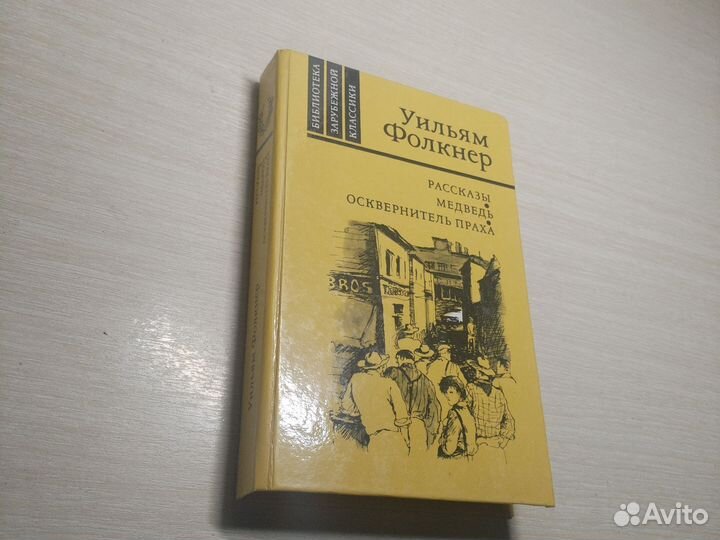 БИБЛИОТЕКА
ЗАРУБЕЖНОЙ
КЛАССИКИ
Уильям
Фолкнер
РАССКАЗЫ
МЕДВЕДЬ
ОСКВЕРНИТЕЛЬ ПРАХА
BROS
Уильям Фолкнер
Avito